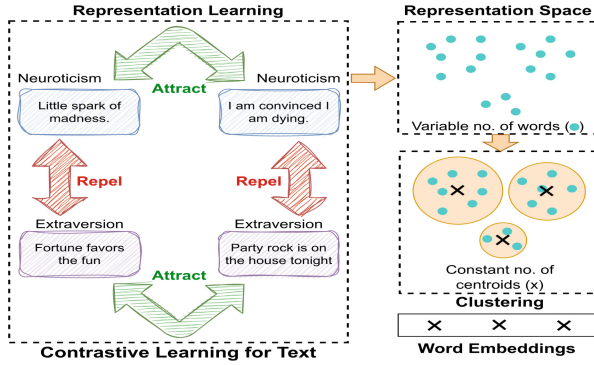 Representation Learning
Neuroticism
Neuroticism
Attract
Little spark of
madness.
I am convinced I
am dying.
Repel
Repel
Extraversion
Extraversion
Fortune favors
the fun
Party rock is on
the house tonight
Attract
Contrastive Learning for Text
Representation Space
Variable no. of words ( )
Constant no. of
centroids (x)
Clustering
Word Embeddings